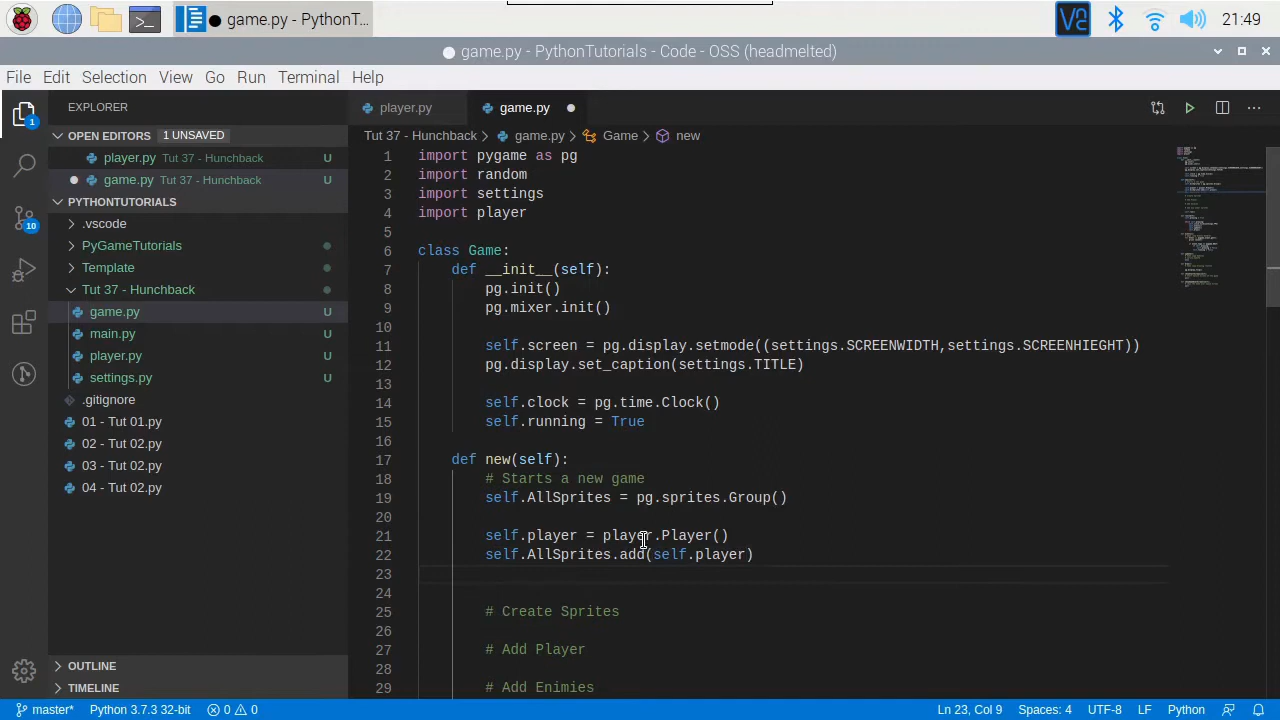 game.py - PythonT...
21:49
game.py - PythonTutorials - Code - OSS (headmelted)
File Edit Selection View Go Run Terminal Help
EXPLORER
OPEN EDITORS 1 UNSAVED
player.py Tut 37 - Hunchback U
game.py Tut 37 - Hunchback U
PYTHONTUTORIALS
.vscode
PyGameTutorials
Template
Tut 37 - Hunchback
game.py U
main.py U
player.py U
settings.py U
.gitignore
01 - Tut 01.py
02 - Tut 02.py
03 - Tut 02.py
04 - Tut 02.py
OUTLINE
TIMELINE
1
10
player.py game.py
Tut 37 - Hunchback > game.py > Game > new
1 import pygame as pg
2 import random
3 import settings
4 import player
5
6 class Game:
7 def __init__(self):
8 pg.init()
9 pg.mixer.init()
10
11 self.screen = pg.display.setmode((settings.SCREENWIDTH,settings.SCREENHIEGHT))
12 pg.display.set_caption(settings.TITLE)
13
14 self.clock = pg.time.Clock()
15 self.running = True
16
17 def new(self):
18 # Starts a new game
19 self.AllSprites = pg.sprites.Group()
20
21 self.player = player.Player()
22 self.AllSprites.add(self.player)
23
24
25 # Create Sprites
26
27 # Add Player
28
29 # Add Enimies
master* Python 3.7.3 32-bit 0 0 Ln 23, Col 9 Spaces: 4 UTF-8 LF Python